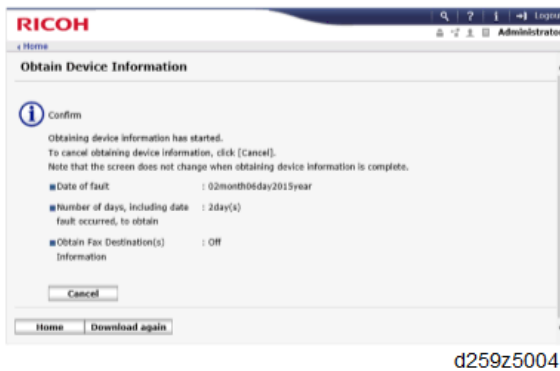 RICOH
Logou
Administrato
Home
Obtain Device Information
Confirm
Obtaining device information has started.
To cancel obtaining device information, click [Cancel].
Note that the screen does not change when obtaining device information is complete.
Date of fault : 02month06day2015year
Number of days, including date : 2day(s)
fault occurred, to obtain
Obtain Fax Destination(s) : Off
Information
Cancel
Home Download again
d259z5004